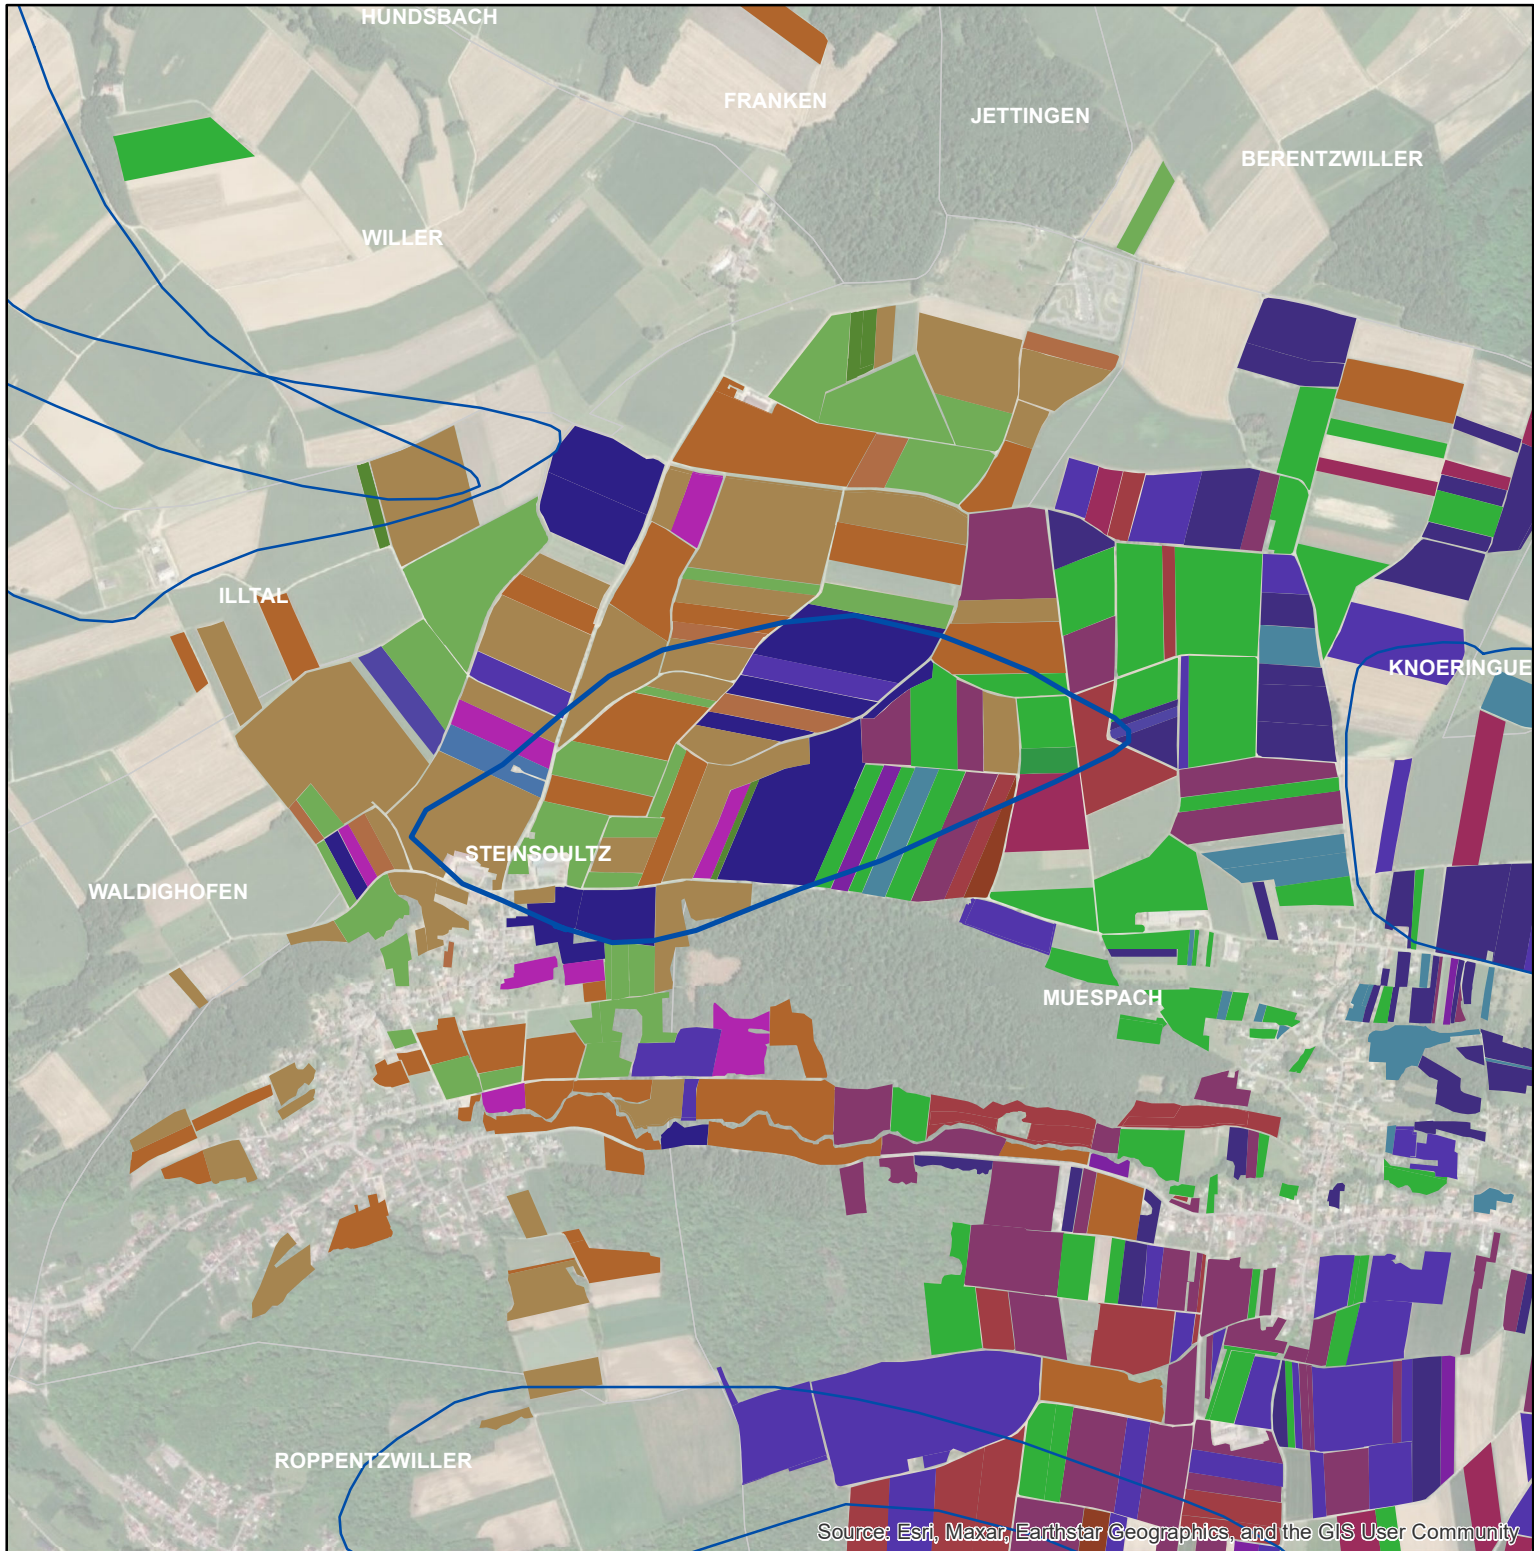 HUNDSBACH
FRANKEN
JETTINGEN
BERENTZWILLER
WILLER
ILLTAL
KNOERINGUE
STEINSOULTZ
WALDIGHOFEN
MUESPACH
ROPPENTZWILLER
Source: Esri, Maxar, Earthstar Geographics, and the GIS User Community